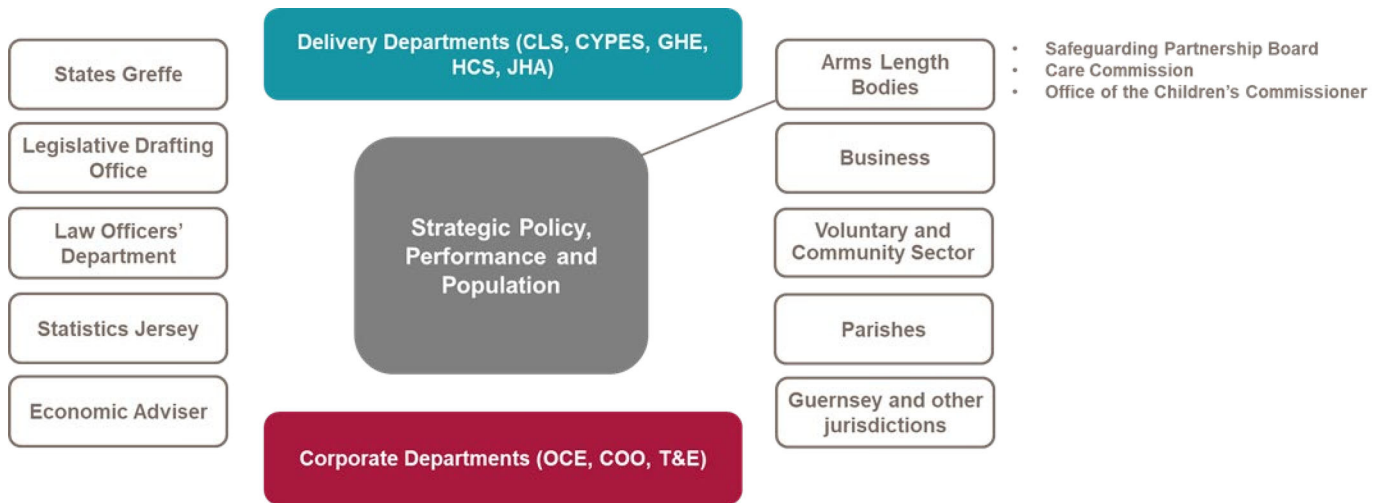 States Greffe
Legislative Drafting
Office
Law Officers'
Department
Statistics Jersey
Economic Adviser
Delivery Departments (CLS, CYPES, GHE,
HCS, JHA)
Strategic Policy,
Performance and
Population
Corporate Departments (OCE, COO, T&E)
Arms Length
Bodies
Business
Voluntary and
Community Sector
Parishes
Guernsey and other
jurisdictions
• Safeguarding Partnership Board
• Care Commission
• Office of the Children's Commissioner